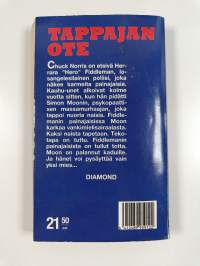 TAPPAJAN
OTE
Chuck Norris on etsivä Her-
rara "Hero" Fiddleman, lo-
sangelesilainen poliisi, joka
näkee karmeita painajaisia.
Kauhu-unet alkoivat kolme
vuotta sitten, kun hän pidätti
Simon Moonin, psykopaatti-
sen massamurhaajan, joka
tappoi nuoria naisia. Fiddle-
manin painajaisissa Moon
karkaa vankimielisairaalasta.
Kaksi naista tapetaan. Teko-
tapa on tuttu. Fiddlemanin
painajaisista on tullut totta.
Moon on palannut kaduille.
Ja hänet voi pysäyttää vain
yksi mies...
DIAMOND
21 50